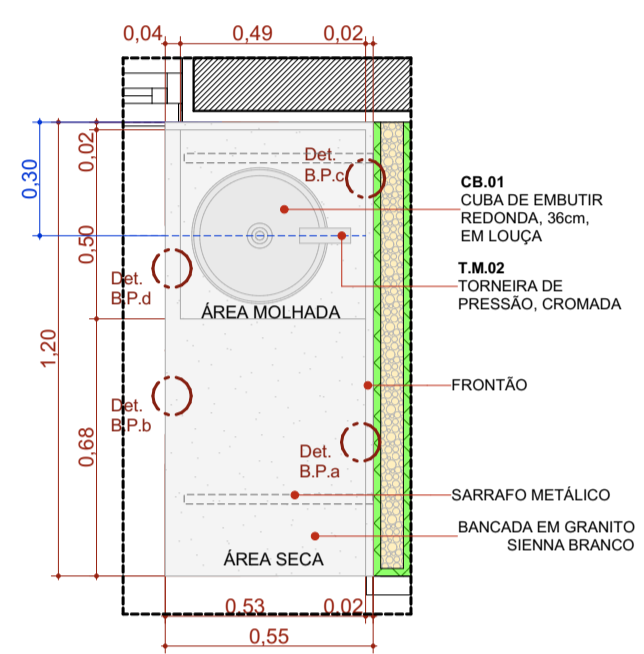 0,04
0,49
0,02
0,30
0,02
0,50
1,20
0,68
Det.
B.P.c
Det.
B.P.d
ÁREA MOLHADA
Det.
B.P.b
Det.
B.P.a
ÁREA SECA
CB.01
CUBA DE EMBUTIR
REDONDA, 36cm,
EM LOUÇA
T.M.02
TORNEIRA DE
PRESSÃO, CROMADA
FRONTÃO
SARRAFO METÁLICO
BANCADA EM GRANITO
SIENNA BRANCO
0,53
0,02
0,55